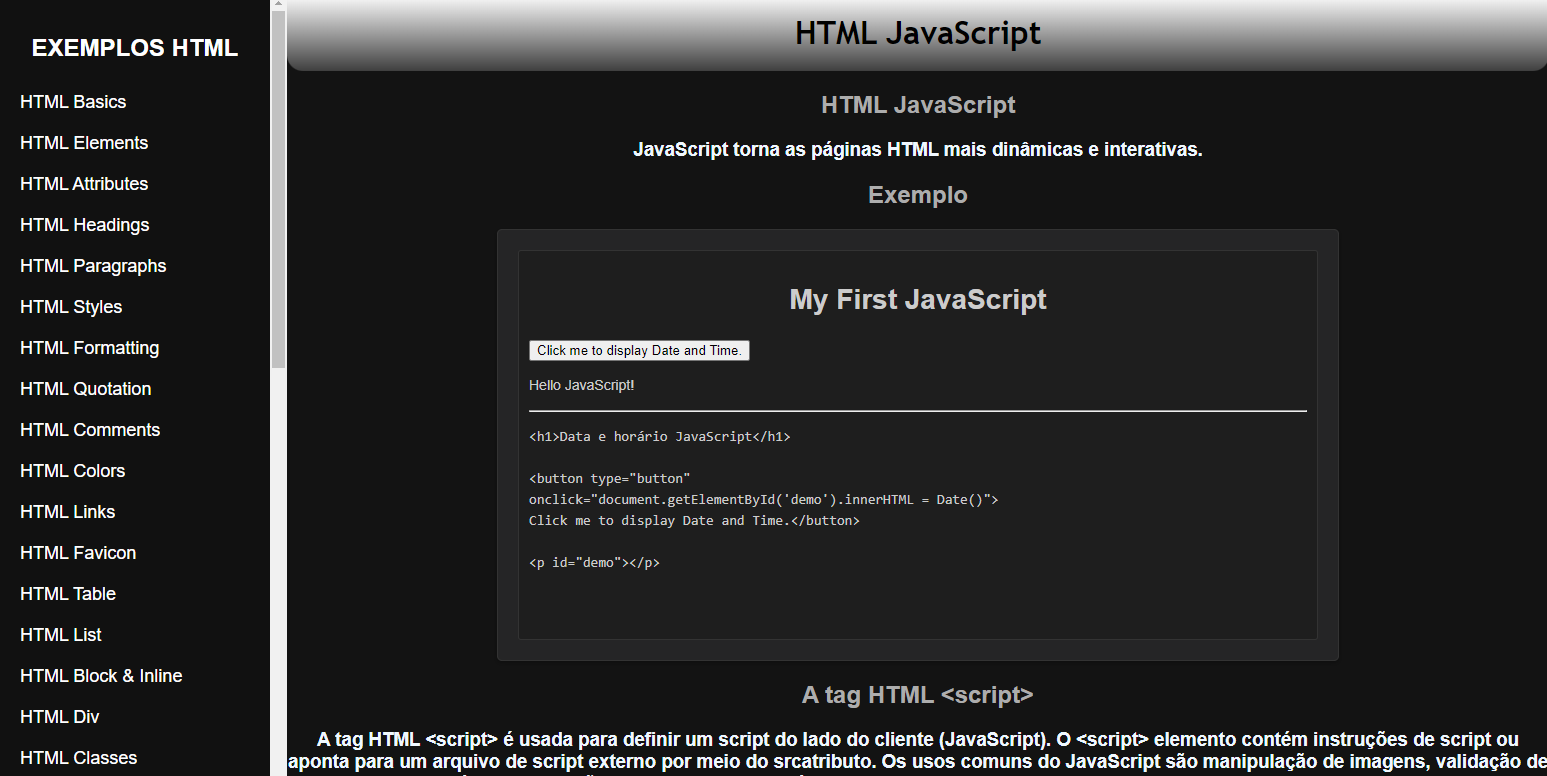 EXEMPLOS HTML
HTML Basics
HTML Elements
HTML Attributes
HTML Headings
HTML Paragraphs
HTML Styles
HTML Formatting
HTML Quotation
HTML Comments
HTML Colors
HTML Links
HTML Favicon
HTML Table
HTML List
HTML Block & Inline
HTML Div
HTML Classes
HTML JavaScript
HTML JavaScript
JavaScript torna as páginas HTML mais dinâmicas e interativas.
Exemplo
My First JavaScript
Click me to display Date and Time.
Hello JavaScript!
<h1>Data e horário JavaScript</h1>
<button type="button"
onclick="document.getElementById('demo').innerHTML = Date()">
Click me to display Date and Time.</button>
<p id="demo"></p>
A tag HTML <script>
A tag HTML <script> é usada para definir um script do lado do cliente (JavaScript). O <script> elemento contém instruções de script ou
aponta para um arquivo de script externo por meio do srcatributo. Os usos comuns do JavaScript são manipulação de imagens, validação de